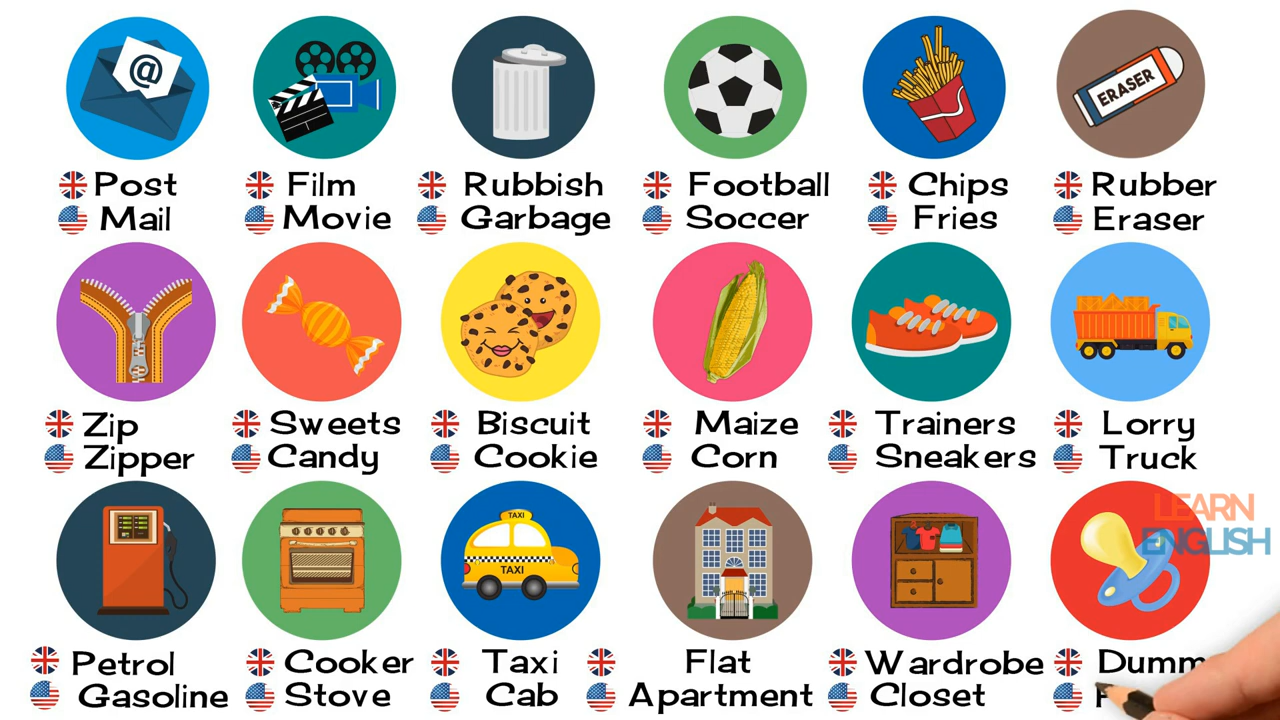 @
ERASER
Post
Mail
Film
Movie
Rubbish
Garbage
Football
Soccer
Chips
Fries
Rubber
Eraser
Zip
Zipper
Sweets
Candy
Biscuit
Cookie
Maize
Corn
Trainers
Sneakers
Lorry
Truck
TAXI
TAXI
LEARN
ENGLISH
Petrol
Gasoline
Cooker
Stove
Taxi
Cab
Flat
Apartment
Wardrobe
Closet